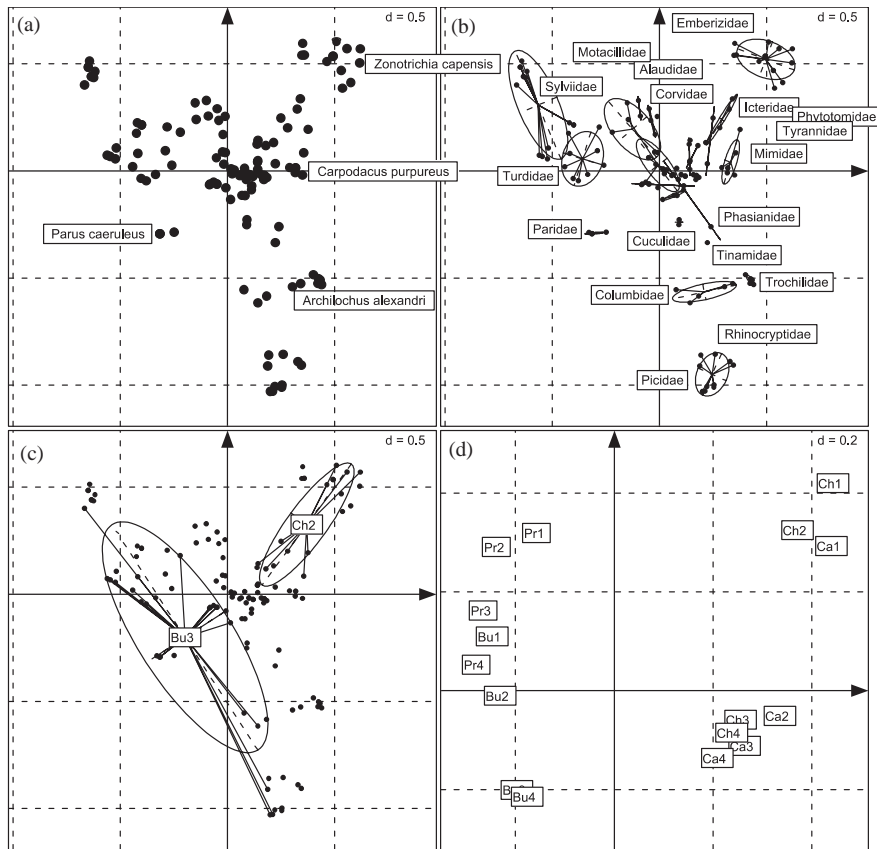 (a)
d = 0.5
Zonotrichia capensis
Carpodacus purpureus
Parus caeruleus
Archilochus alexandri
(b)
d = 0.5
Emberizidae
Motacillidae
Alaudidae
Sylviidae
Corvidae
Icteridae
Phytotomidae
Tyrannidae
Mimidae
Turdidae
Phasianidae
Paridae
Cuculidae
Tinamidae
Trochilidae
Columbidae
Rhinocryptidae
Picidae
(c)
d = 0.5
Ch2
Bu3
(d)
d = 0.2
Ch1
Ch2
Ca1
Pr1
Pr2
Pr3
Bu1
Pr4
Bu2
Ca2
Ch3
Ch4
Ca3
Ca4
Bu4